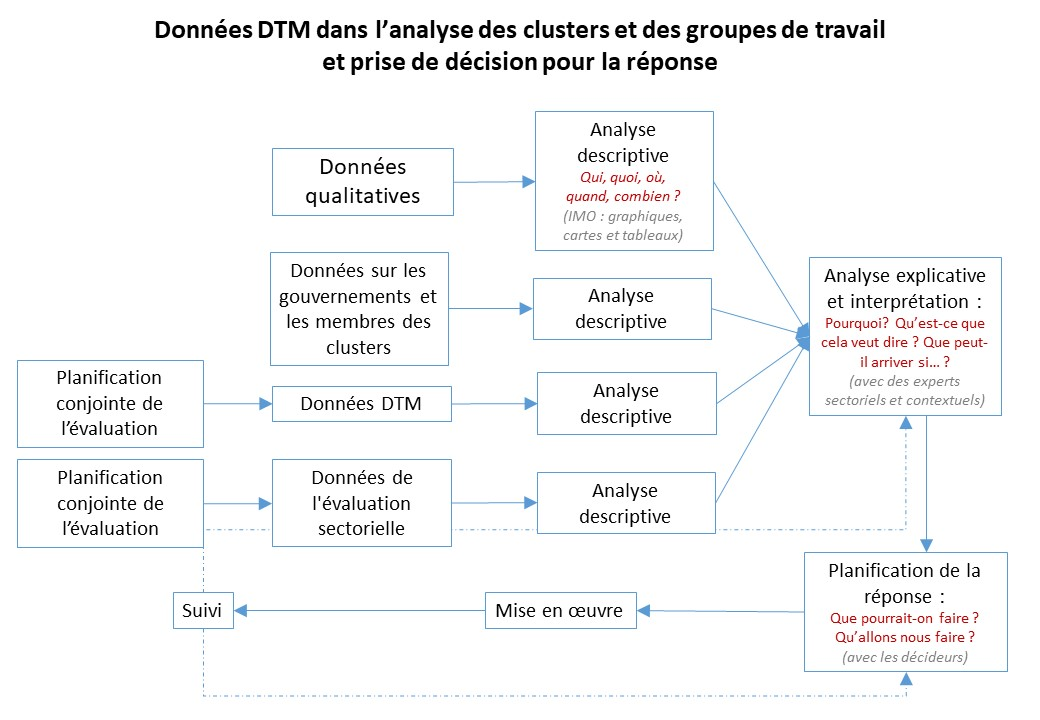 Données DTM dans l’analyse des clusters et des groupes de travail
et prise de décision pour la réponse
Données
qualitatives
Analyse
descriptive
Qui, quoi, où,
quand, combien ?
(IMO : graphiques,
cartes et tableaux)
Données sur les
gouvernements et
les membres des
clusters
Analyse
descriptive
Analyse explicative
et interprétation :
Pourquoi? Qu’est-ce que
cela veut dire ? Que peut-
il arriver si… ?
(avec des experts
sectoriels et contextuels)
Planification
conjointe de
l’évaluation
Données DTM
Analyse
descriptive
Planification
conjointe de
l’évaluation
Données de
l'évaluation
sectorielle
Analyse
descriptive
Planification de la
réponse :
Que pourrait-on faire ?
Qu’allons nous faire ?
(avec les décideurs)
Mise en œuvre
Suivi